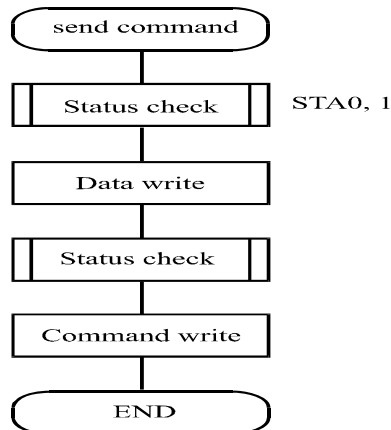 send command
Status check
STA0, 1
Data write
Status check
Command write
END